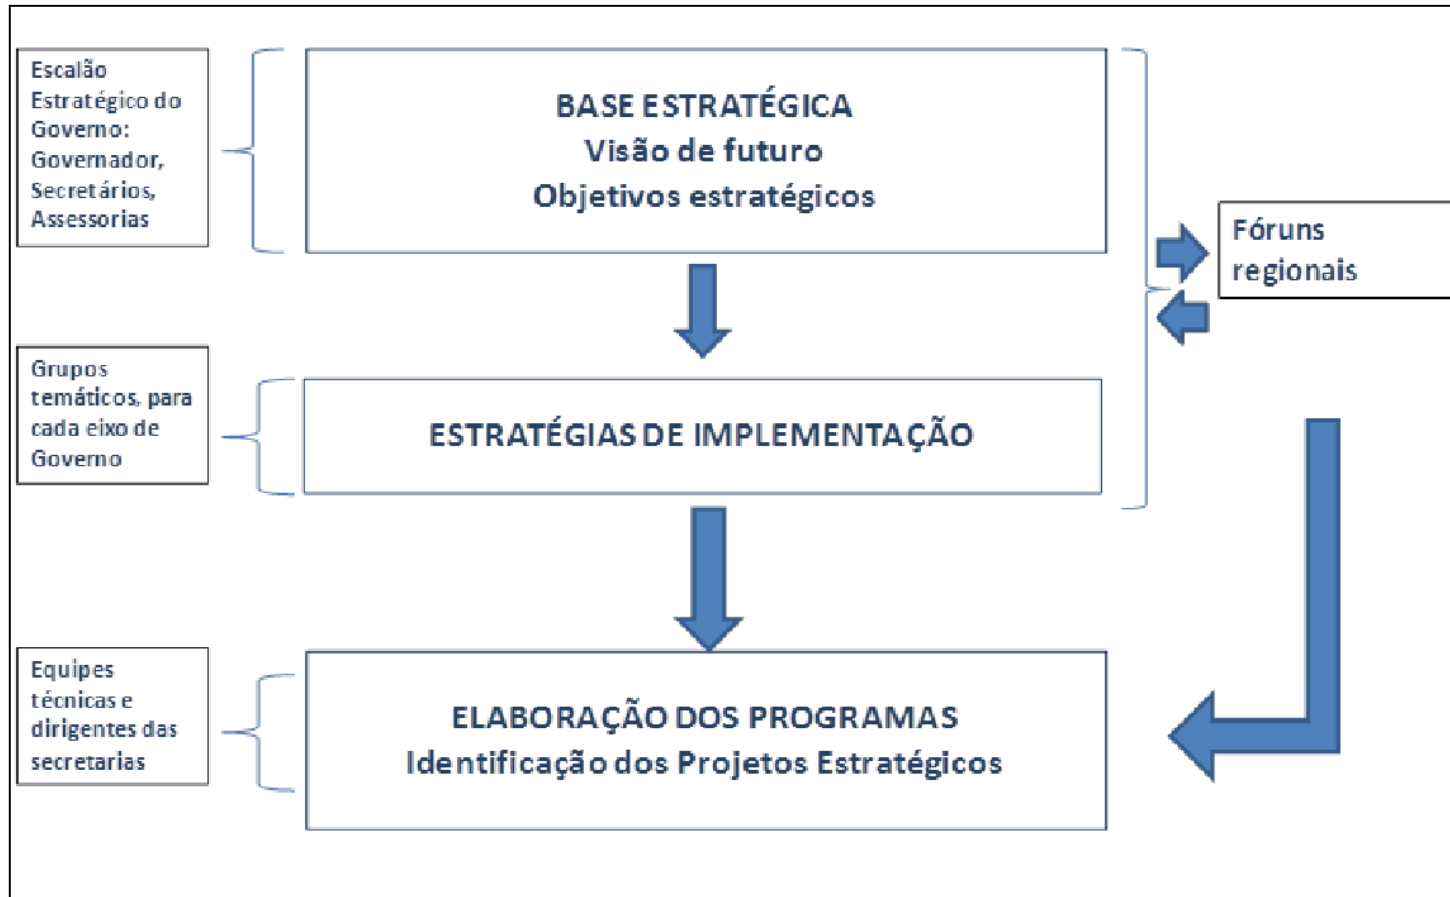 Escalão
Estratégico do
Governo:
Governador,
Secretários,
Assessorias
BASE ESTRATÉGICA
Visão de futuro
Objetivos estratégicos
Fóruns
regionais
Grupos
temáticos, para
cada eixo de
Governo
ESTRATÉGIAS DE IMPLEMENTAÇÃO
Equipes
técnicas e
dirigentes das
secretarias
ELABORAÇÃO DOS PROGRAMAS
Identificação dos Projetos Estratégicos